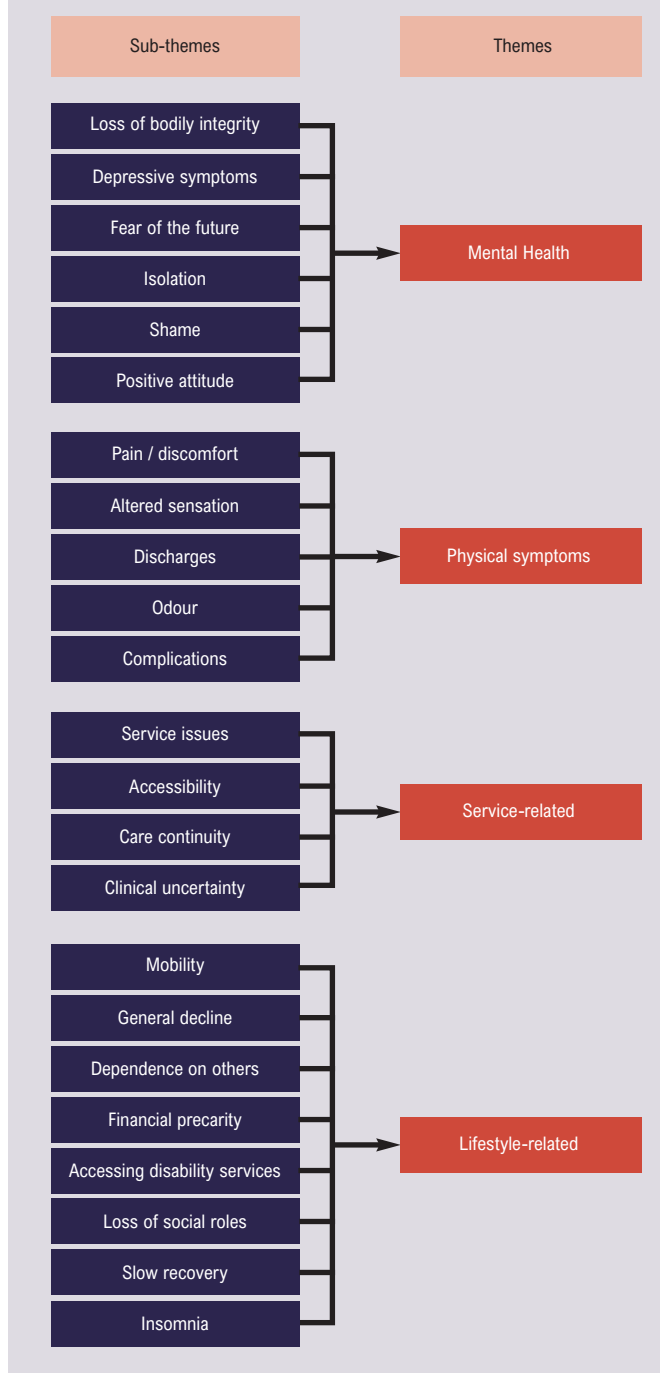 Sub-themes
Themes
Loss of bodily integrity
Depressive symptoms
Fear of the future
Isolation
Shame
Positive attitude
Mental Health
Pain / discomfort
Altered sensation
Discharges
Odour
Complications
Physical symptoms
Service issues
Accessibility
Care continuity
Clinical uncertainty
Service-related
Mobility
General decline
Dependence on others
Financial precarity
Accessing disability services
Loss of social roles
Slow recovery
Insomnia
Lifestyle-related